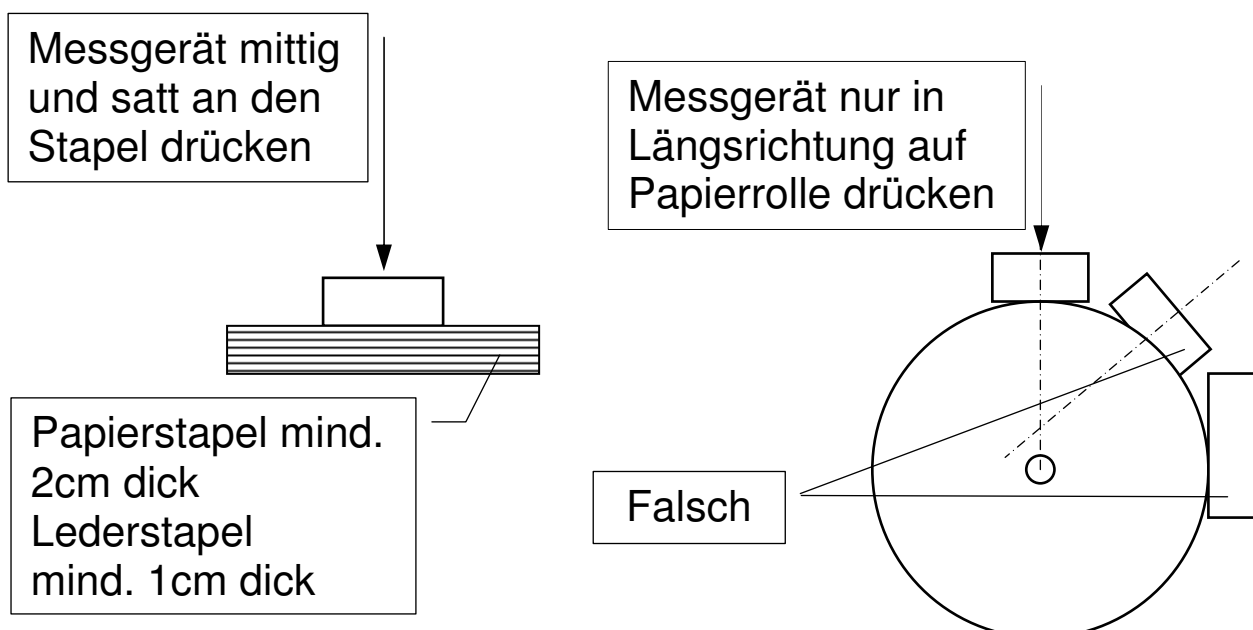 Messgerät mittig
und satt an den
Stapel drücken
Messgerät nur in
Längsrichtung auf
Papierrolle drücken
Papierstapel mind.
2cm dick
Lederstapel
mind. 1cm dick
Falsch